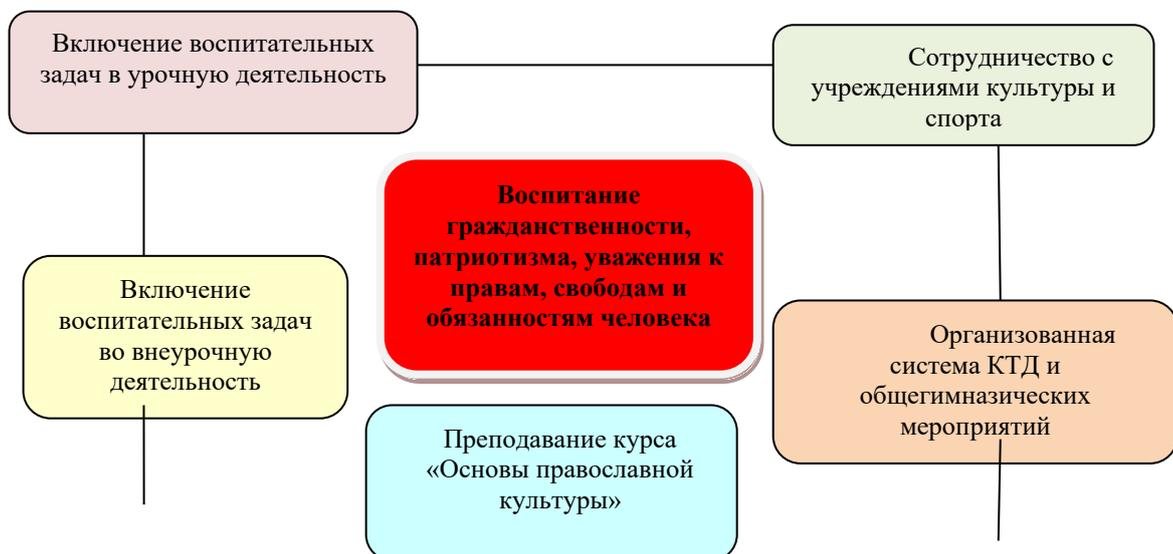 Включение воспитательных
задач в урочную деятельность
Сотрудничество с
учреждениями культуры и
спорта
Воспитание
гражданственности,
патриотизма, уважения к
правам, свободам и
обязанностям человека
Включение
воспитательных задач
во внеурочную
деятельность
Организованная
система КТД и
общегимназических
мероприятий
Преподавание курса
«Основы православной
культуры»